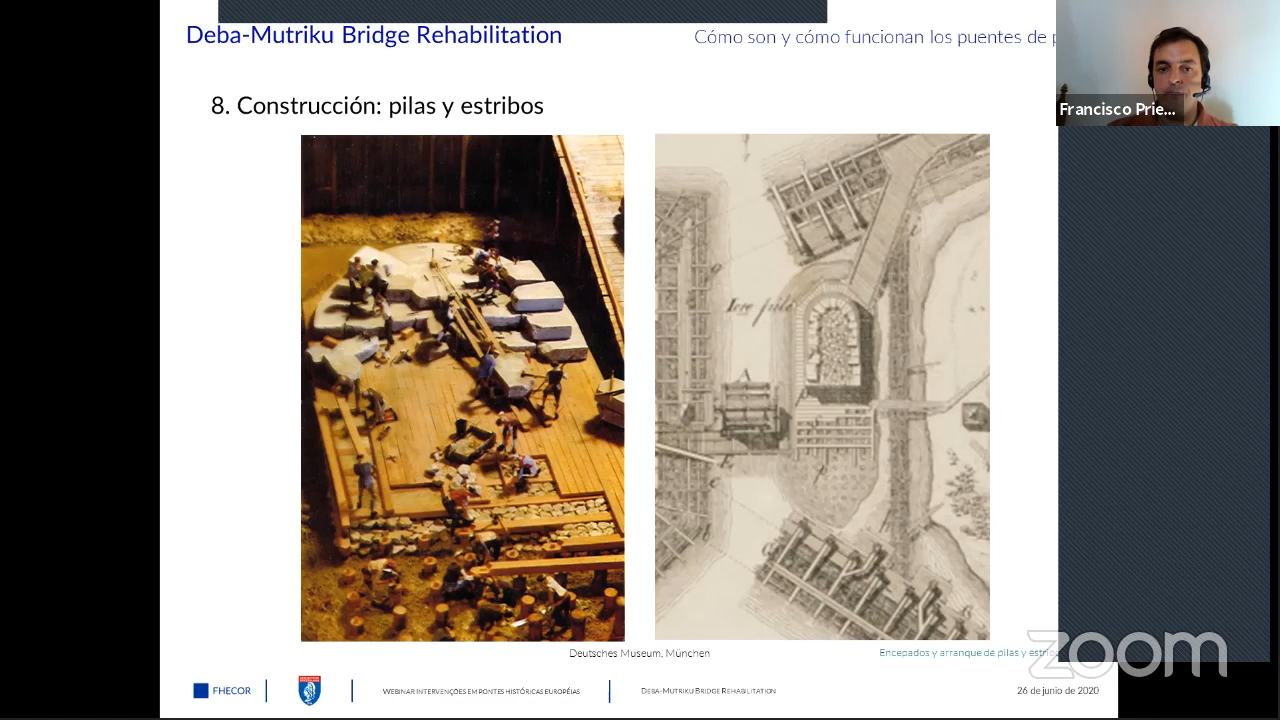 Deba-Mutriku Bridge Rehabilitation
Cómo son y cómo funcionan los puentes de p
Francisco Prie...
8. Construcción: pilas y estribos
Deutsches Museum, München
Encepados y arranque de pilas y estribo
zoom
FHECOR
WEBINAR INTERVENÇÕES EM PONTES HISTÓRICAS EUROPÉIAS
DEBA-MUTRIKU BRIDGE REHABILITATION
26 de junio de 2020